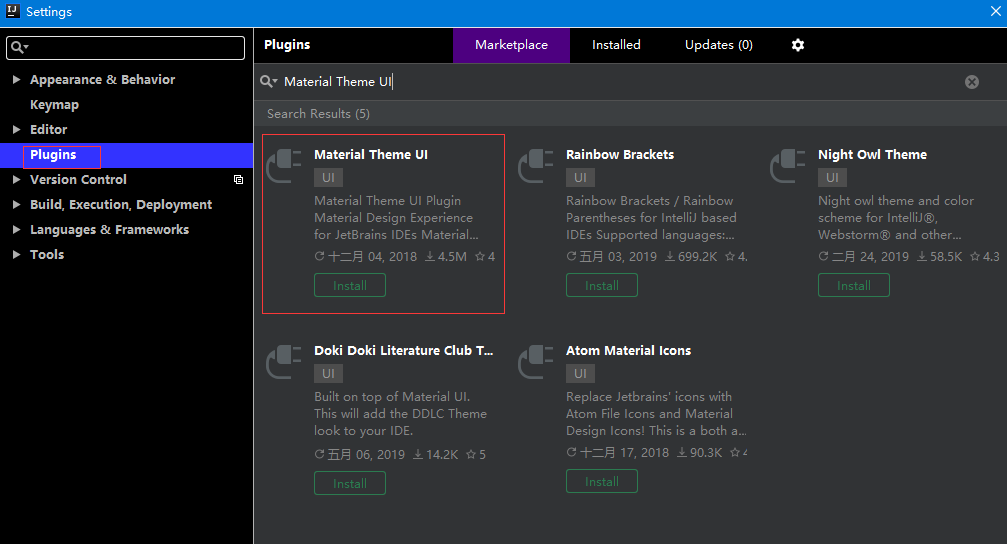 IJ Settings
Plugins Marketplace Installed Updates (0)
Material Theme UI
Appearance & Behavior
Keymap
Editor
Plugins
Version Control
Build, Execution, Deployment
Languages & Frameworks
Tools
Search Results (5)
Material Theme UI
UI
Material Theme UI Plugin
Material Design Experience
for JetBrains IDEs Material...
十二月 04, 2018 4.5M 4
Install
Rainbow Brackets
UI
Rainbow Brackets / Rainbow
Parentheses for IntelliJ based
IDEs Supported languages:...
五月 03, 2019 699.2K 4.
Install
Night Owl Theme
UI
Night owl theme and color
scheme for IntelliJ®,
Webstorm® and other...
二月 24, 2019 58.5K 4.3
Install
Doki Doki Literature Club T...
UI
Built on top of Material UI.
This will add the DDLC Theme
look to your IDE.
五月 06, 2019 14.2K 5
Install
Atom Material Icons
UI
Replace Jetbrains' icons with
Atom File Icons and Material
Design Icons! This is a both a...
十二月 17, 2018 90.3K 4
Install